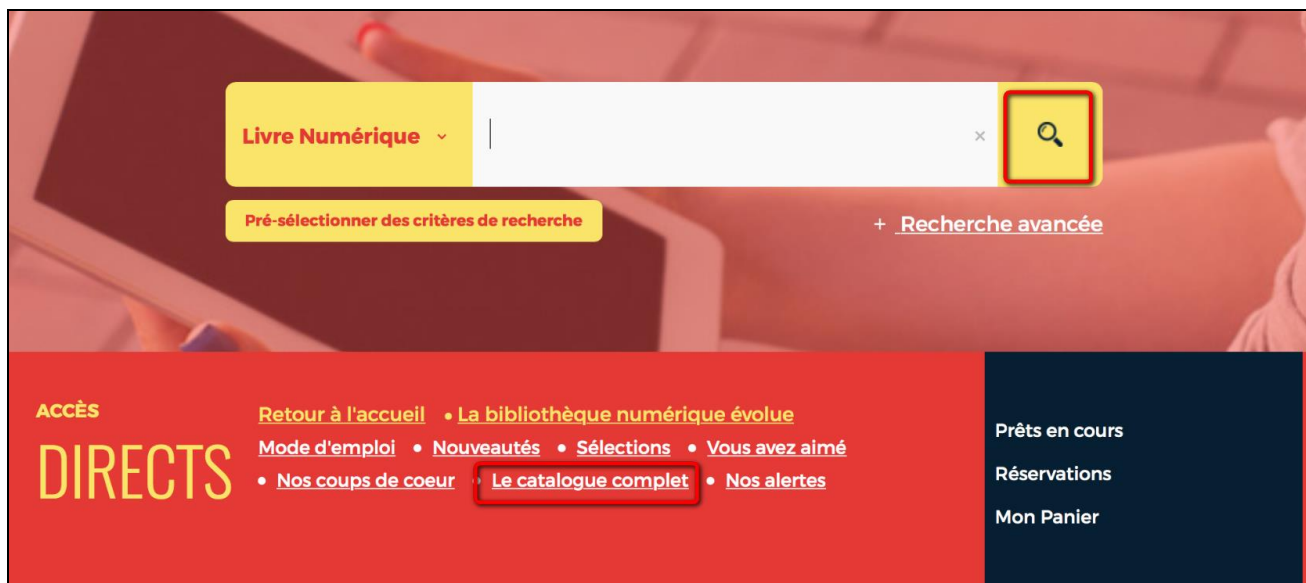 Livre Numérique
×
Pré-sélectionner des critères de recherche
+ Recherche avancée
ACCÈS
DIRECTS
Retour à l'accueil • La bibliothèque numérique évolue
Mode d'emploi • Nouveautés • Sélections • Vous avez aimé
• Nos coups de coeur • Le catalogue complet • Nos alertes
Prêts en cours
Réservations
Mon Panier